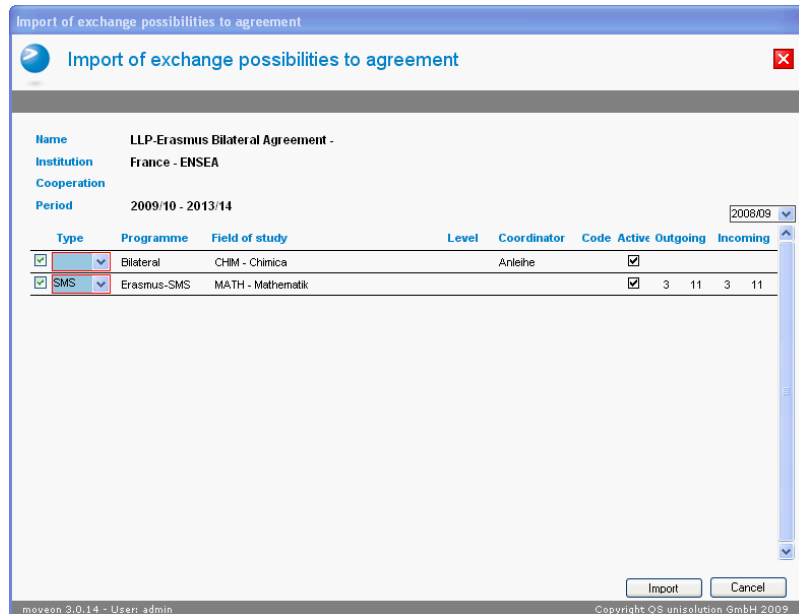 Import of exchange possibilities to agreement
Import of exchange possibilities to agreement
Name LLP-Erasmus Bilateral Agreement -
Institution France - ENSEA
Cooperation
Period 2009/10 - 2013/14
2008/09
Type Programme Field of study Level Coordinator Code Active Outgoing Incoming
Bilateral CHIM - Chimica Anleihe
SMS Erasmus-SMS MATH - Mathematik 3 11 3 11
Import Cancel
moveon 3.0.14 - User: admin Copyright QS unisolution GmbH 2009